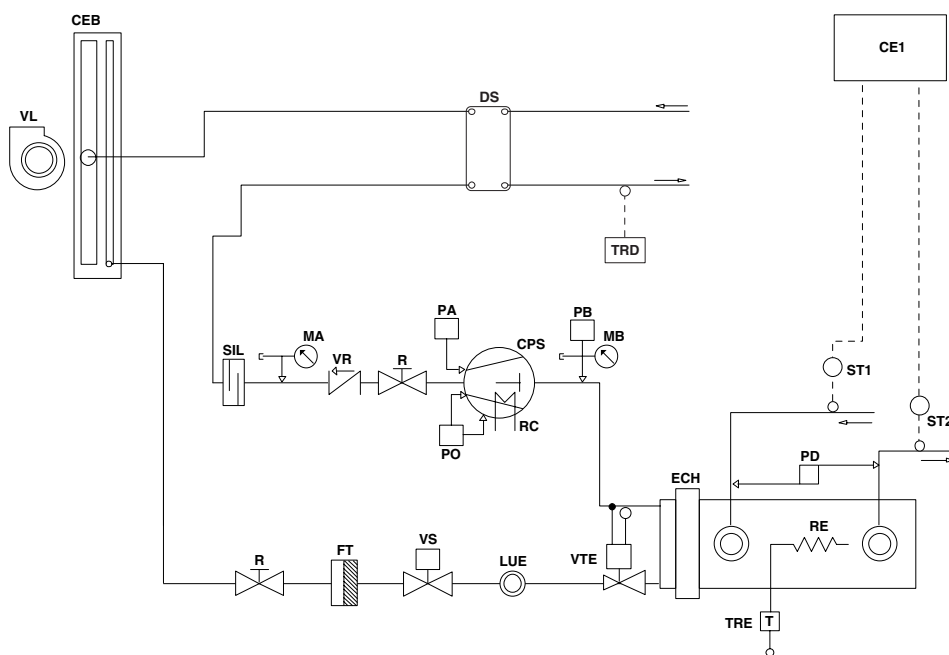 CEB
CE1
DS
VL
TRD
PA
PB
MA
CPS
MB
SIL
VR
R
ST1
RC
ST2
PO
PD
ECH
RE
VS
FT
R
LUE
VTE
TRE
T